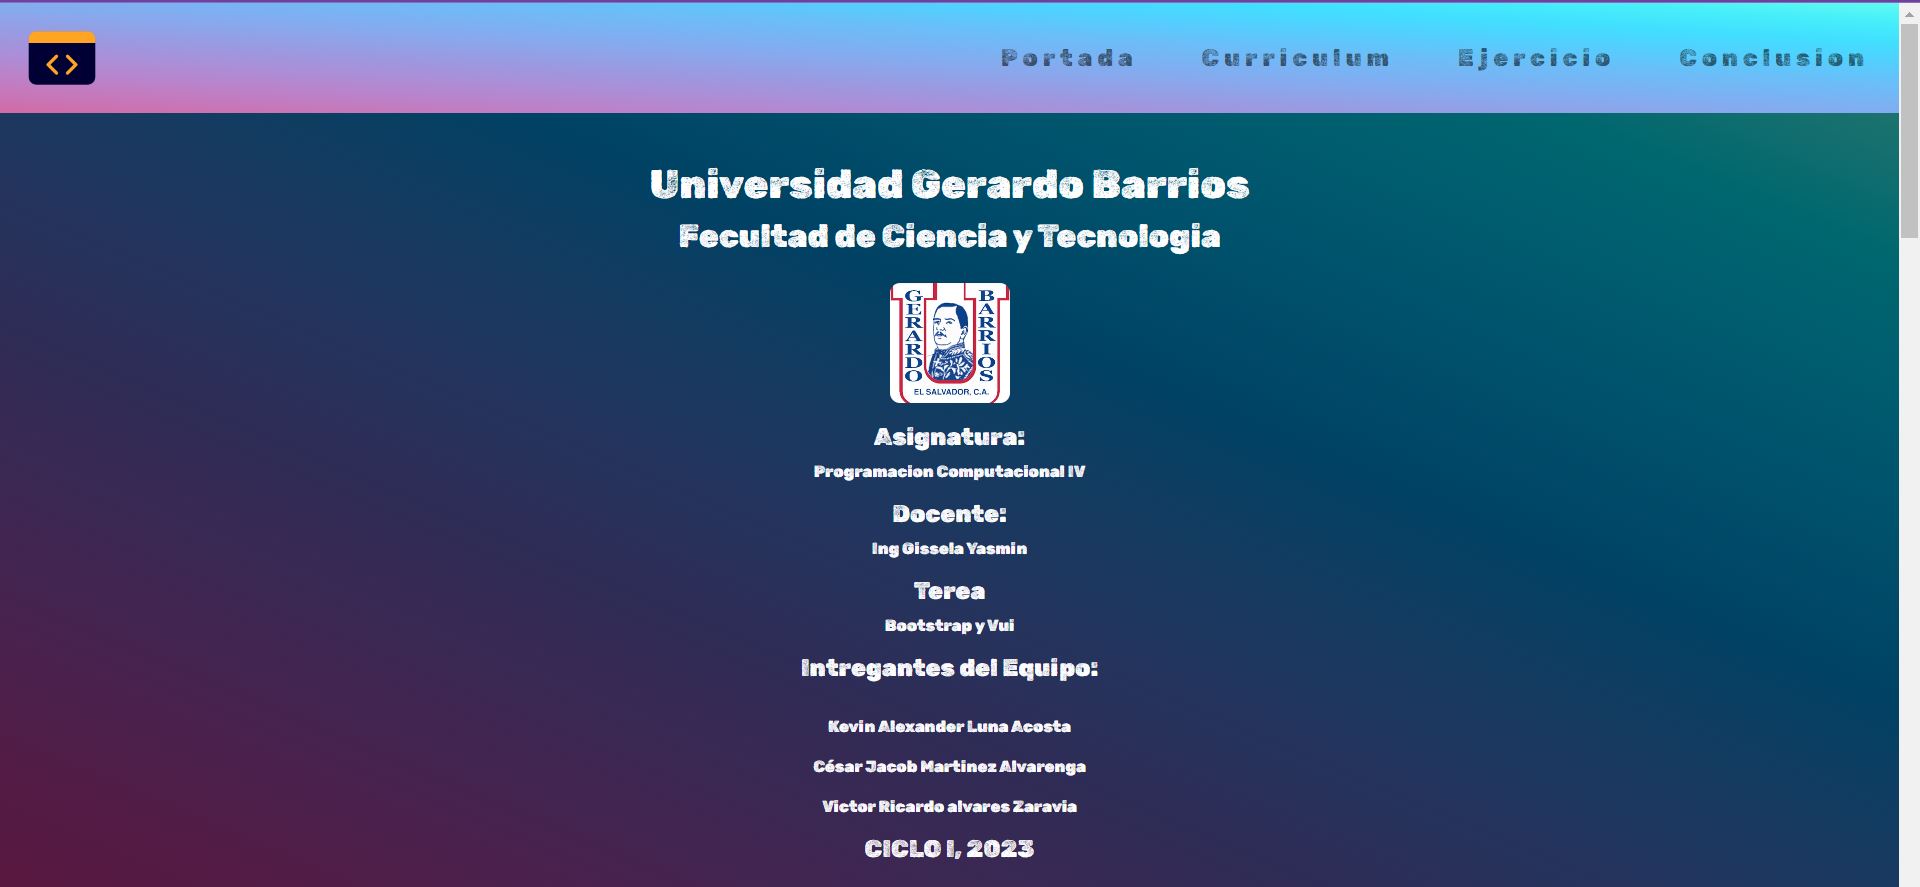 Portada Curriculum Ejercicio Conclusion
Universidad Gerardo Barrios
Fecultad de Ciencia y Tecnologia
GERARDO BARRIOS
EL SALVADOR, C.A.
Asignatura:
Programacion Computacional IV
Docente:
Ing Gissela Yasmin
Terea
Bootstrap y Vui
Intregantes del Equipo:
Kevin Alexander Luna Acosta
César Jacob Martinez Alvarenga
Victor Ricardo alvares Zaravia
CICLO I, 2023